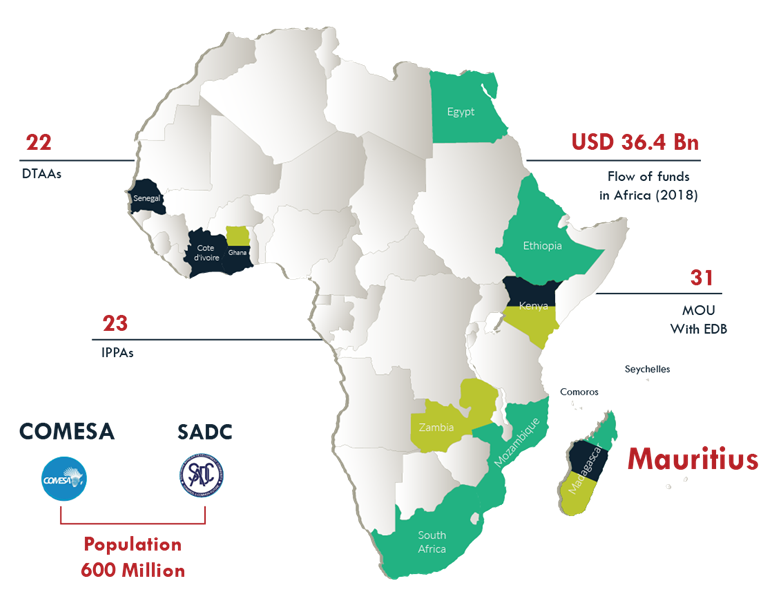 22
DTAAs
USD 36.4 Bn
Flow of funds
in Africa (2018)
Egypt
Senegal
Cote
d'ivoire
Ghana
Ethiopia
Kenya
31
MOU
With EDB
23
IPPAs
Seychelles
Comoros
Zambia
Mozambique
Madagascar
Mauritius
South
Africa
COMESA
SADC
COMESA
SADC
Population
600 Million